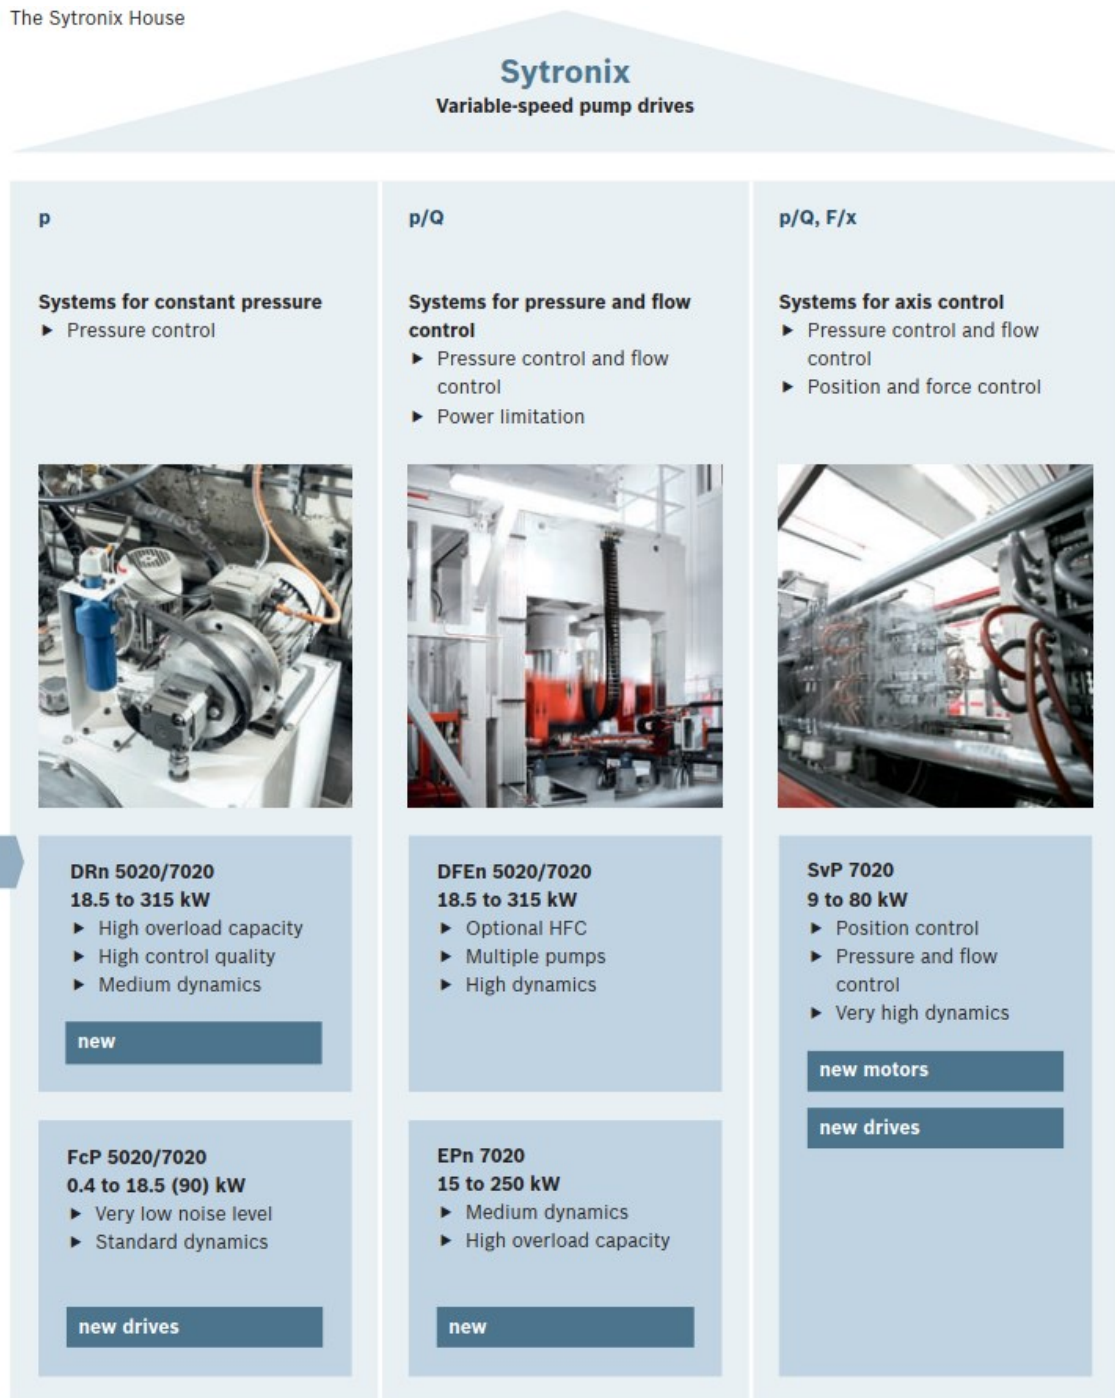 The Sytronix House
Sytronix
Variable-speed pump drives
p
Systems for constant pressure
► Pressure control
p/Q
Systems for pressure and flow
control
► Pressure control and flow
control
► Power limitation
p/Q, F/x
Systems for axis control
► Pressure control and flow
control
► Position and force control
DRn 5020/7020
18.5 to 315 kW
► High overload capacity
► High control quality
► Medium dynamics
new
FcP 5020/7020
0.4 to 18.5 (90) kW
► Very low noise level
► Standard dynamics
new drives
DFEn 5020/7020
18.5 to 315 kW
► Optional HFC
► Multiple pumps
► High dynamics
EPn 7020
15 to 250 kW
► Medium dynamics
► High overload capacity
new
SvP 7020
9 to 80 kW
► Position control
► Pressure and flow
control
► Very high dynamics
new motors
new drives